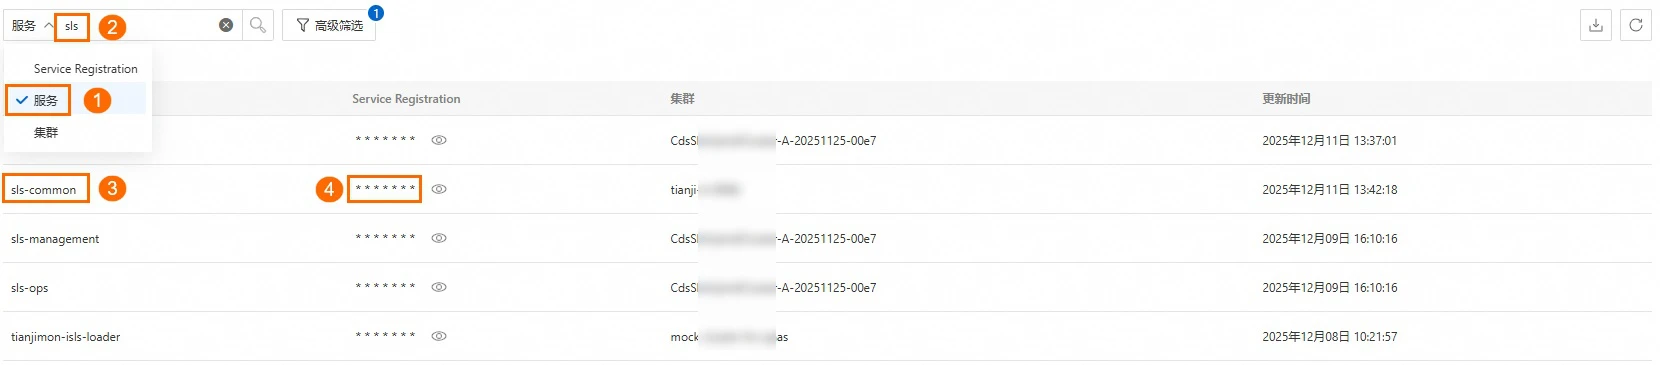 服务 sls 2 高级筛选 1
Service Registration
服务 1
集群
Service Registration 集群 更新时间
******* -A-20251125-00e7 2025年12月11日 13:37:01
sls-common 3 4 ******* tianji- 2025年12月11日 13:42:18
sls-management ******* -A-20251125-00e7 2025年12月09日 16:10:16
sls-ops ******* -A-20251125-00e7 2025年12月09日 16:10:16
tianjimon-isls-loader ******* mock as 2025年12月08日 10:21:57